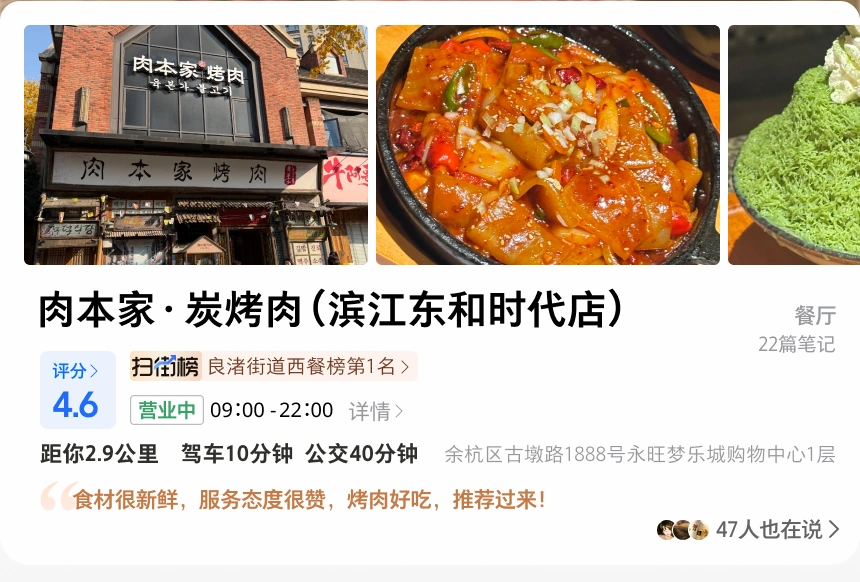 肉本家 烤肉
육본가 불고기
肉本家烤肉
肉本家·炭烤肉(滨江东和时代店)
餐厅
22篇笔记
评分
4.6
扫街榜 良渚街道西餐榜第1名
营业中 09:00 - 22:00 详情
距你2.9公里 驾车10分钟 公交40分钟
余杭区古墩路1888号永旺梦乐城购物中心1层
食材很新鲜，服务态度很赞，烤肉好吃，推荐过来！
47人也在说